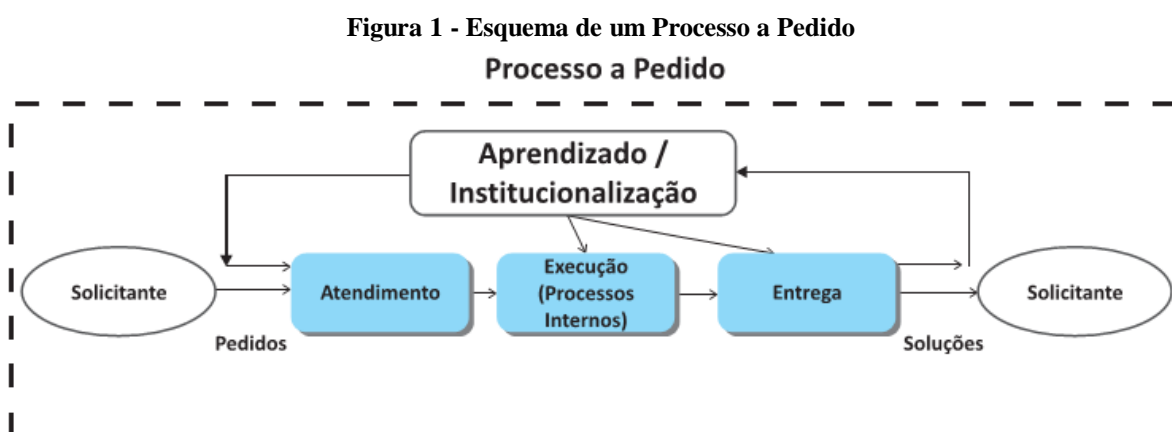 Figura 1 - Esquema de um Processo a Pedido
Processo a Pedido
Aprendizado /
Institucionalização
Solicitante
Pedidos
Atendimento
Execução
(Processos
Internos)
Entrega
Soluções
Solicitante